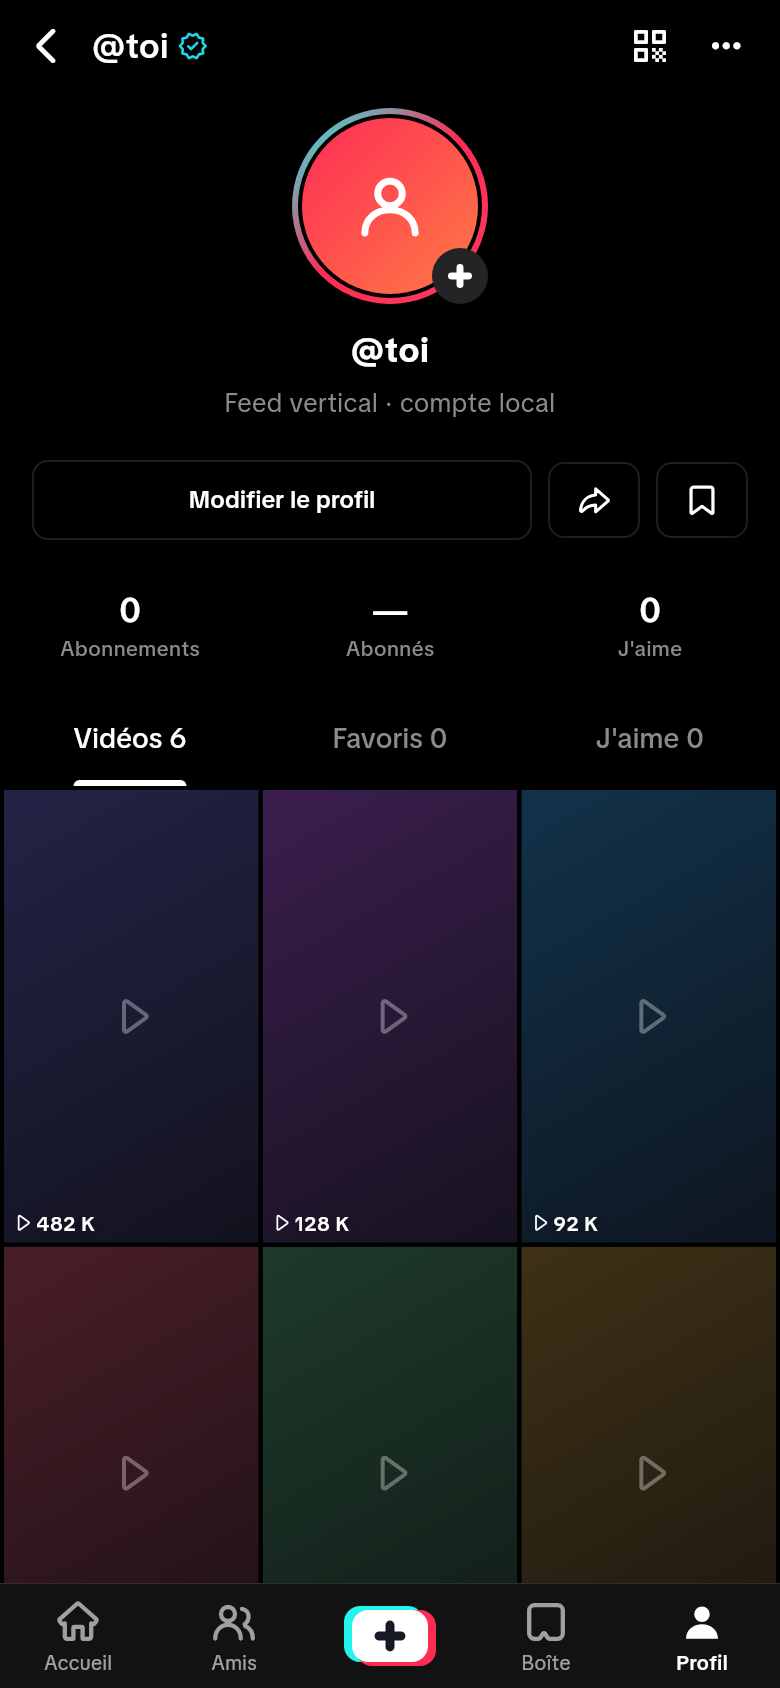 @toi
@toi
Feed vertical · compte local
Modifier le profil
0 — 0
Abonnements Abonnés J'aime
Vidéos 6 Favoris 0 J'aime 0
482 K 128 K 92 K
Accueil Amis Boîte Profil